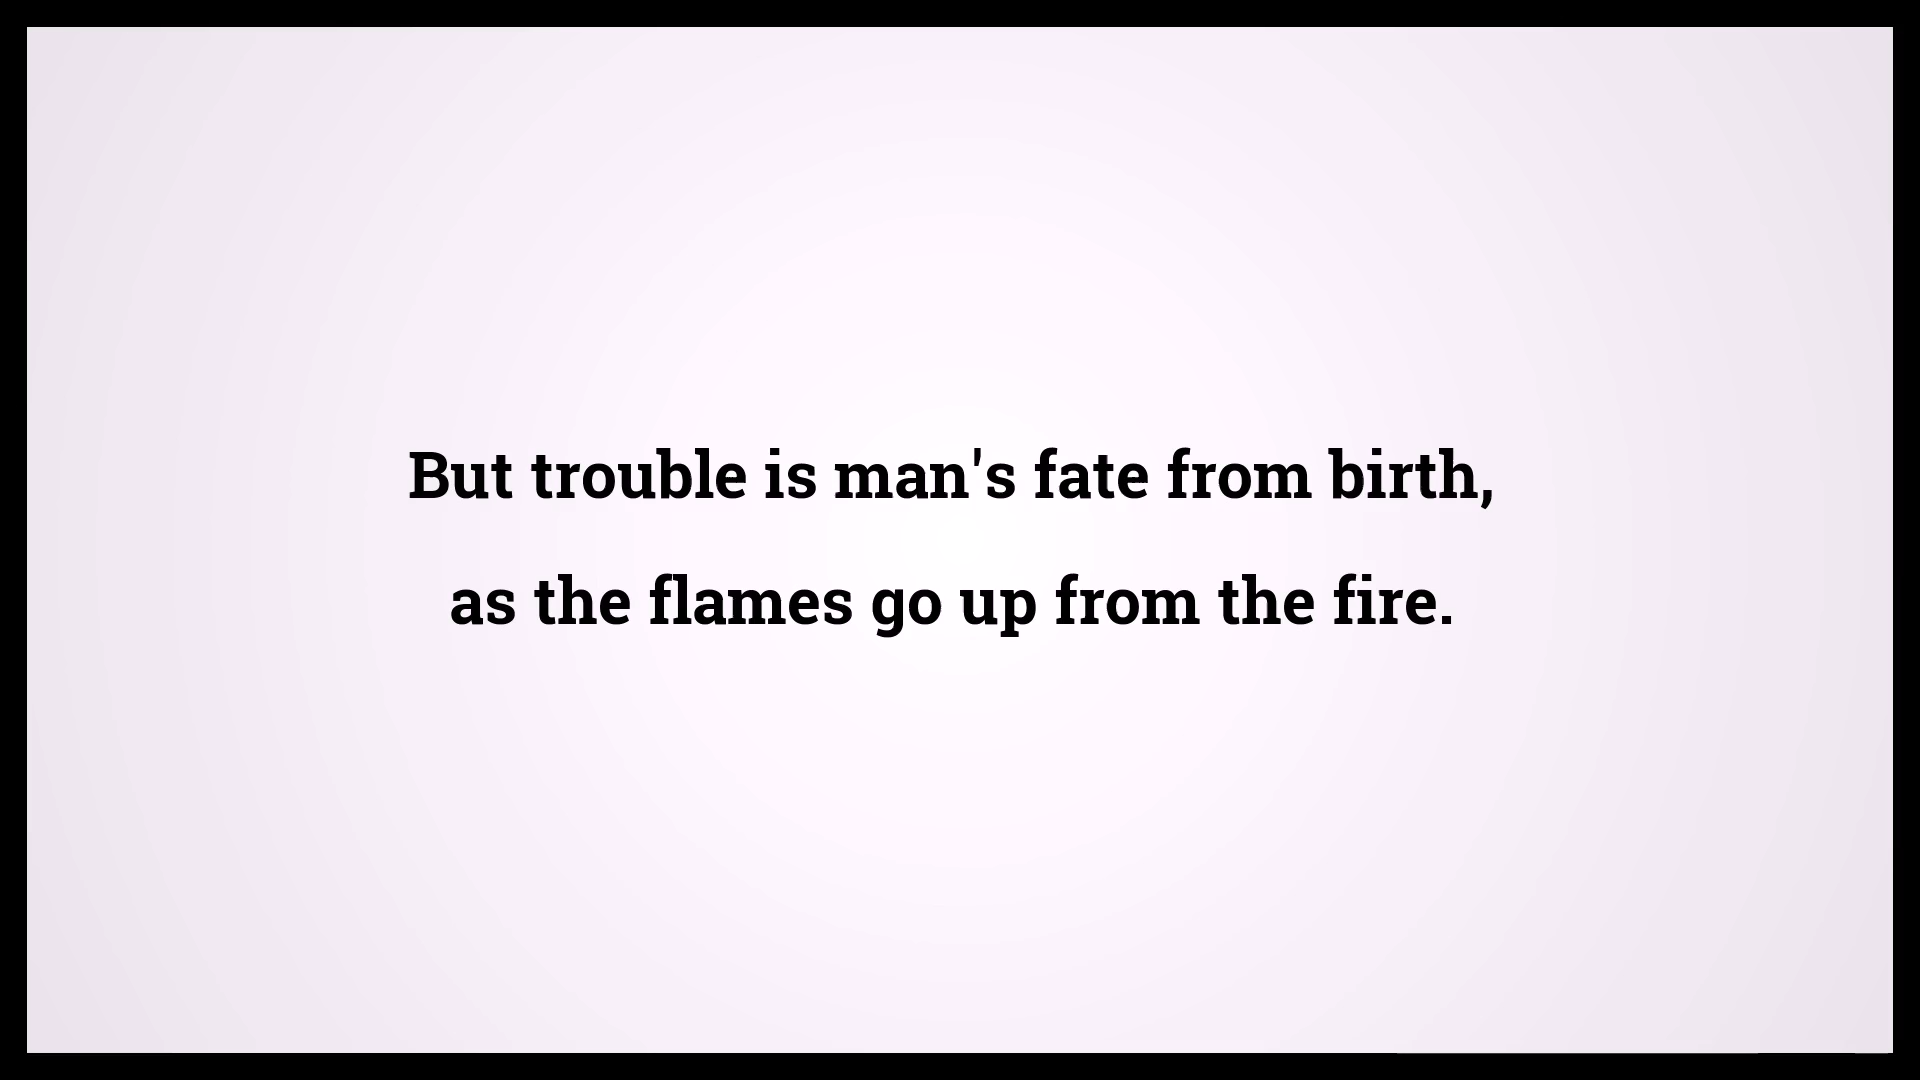 But trouble is man's fate from birth,
as the flames go up from the fire.